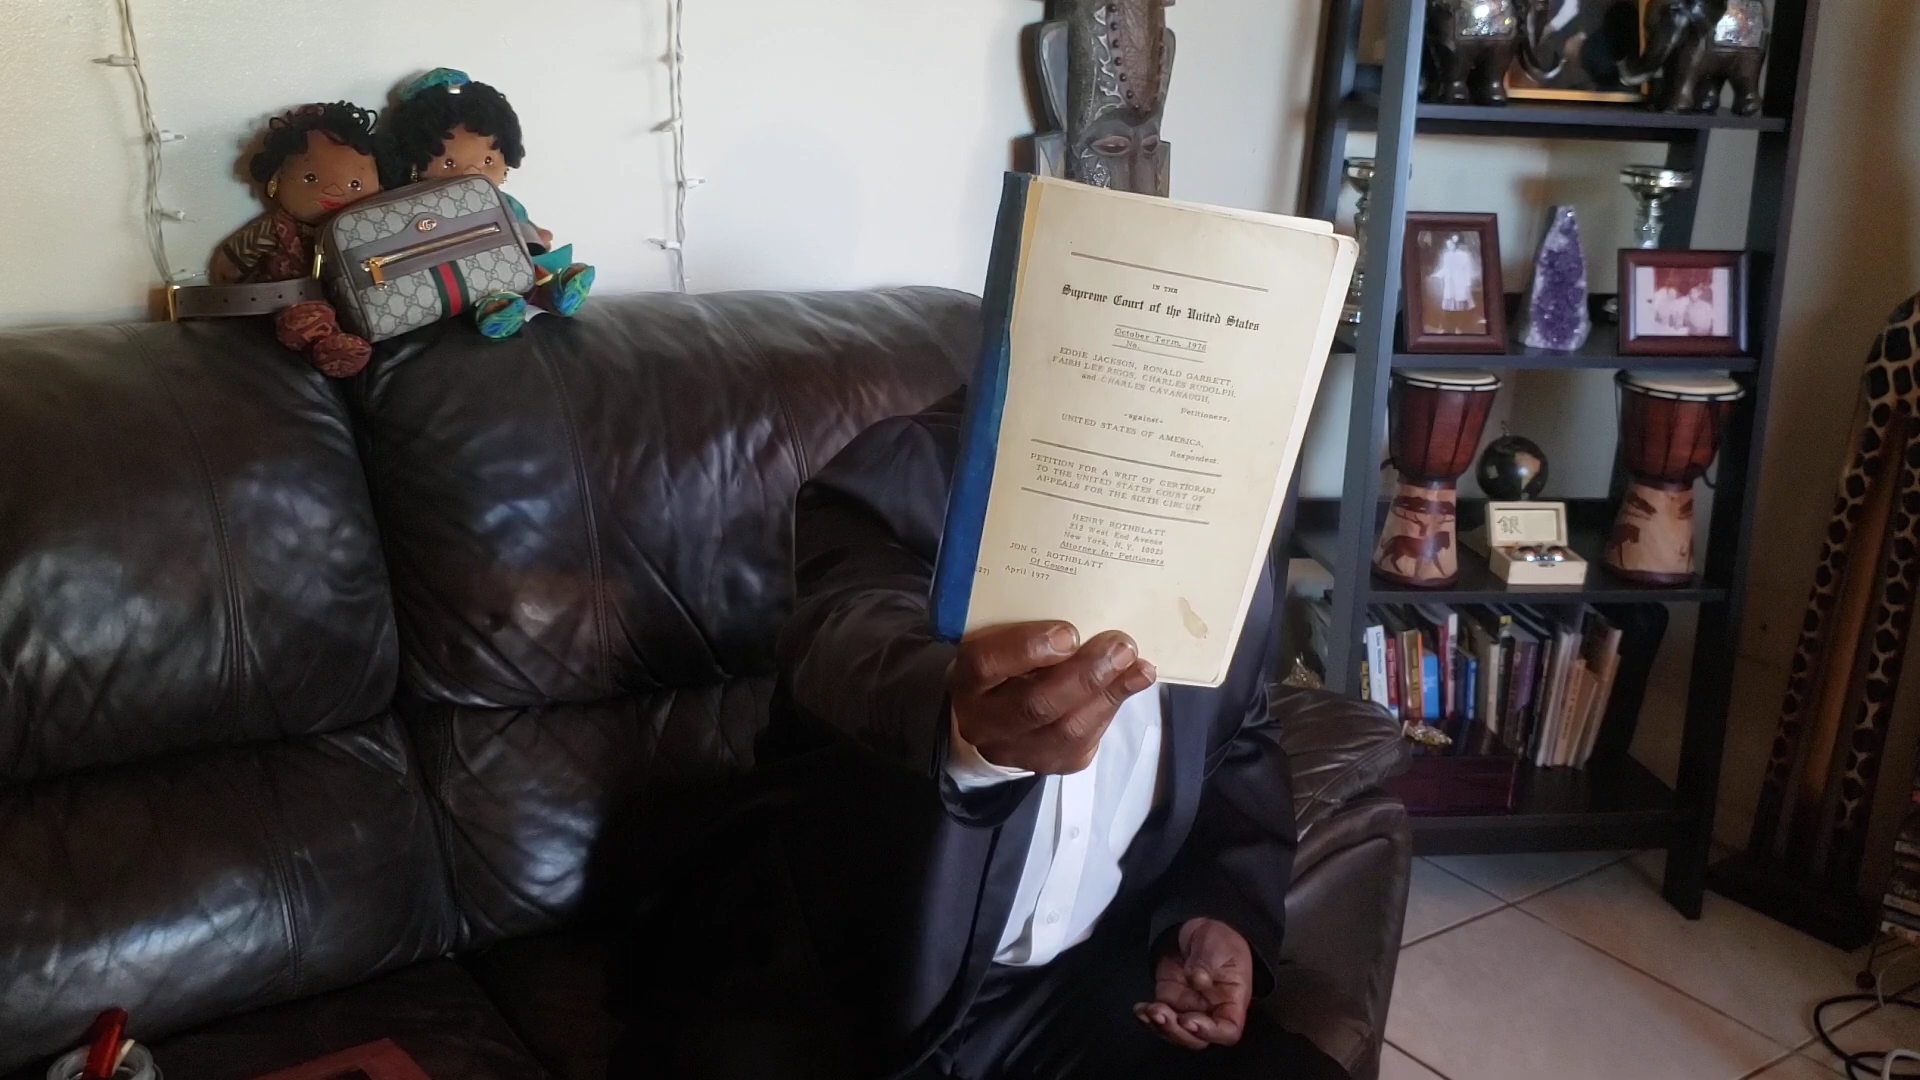 IN THE
Supreme Court of the United States
October Term, 1976
No.
EDDIE JACKSON, RONALD GARRETT,
FAIRH LEE RIGGS, CHARLES RUDOLPH,
and CHARLES CAVANAUGH,
Petitioners,
-against-
UNITED STATES OF AMERICA,
Respondent.
PETITION FOR A WRIT OF CERTIORARI
TO THE UNITED STATES COURT OF
APPEALS FOR THE SIXTH CIRCUIT
HENRY ROTHBLATT
212 West End Avenue
New York, N.Y. 10023
Attorney for Petitioners
JON G. ROTHBLATT
Of Counsel
27) April 1977